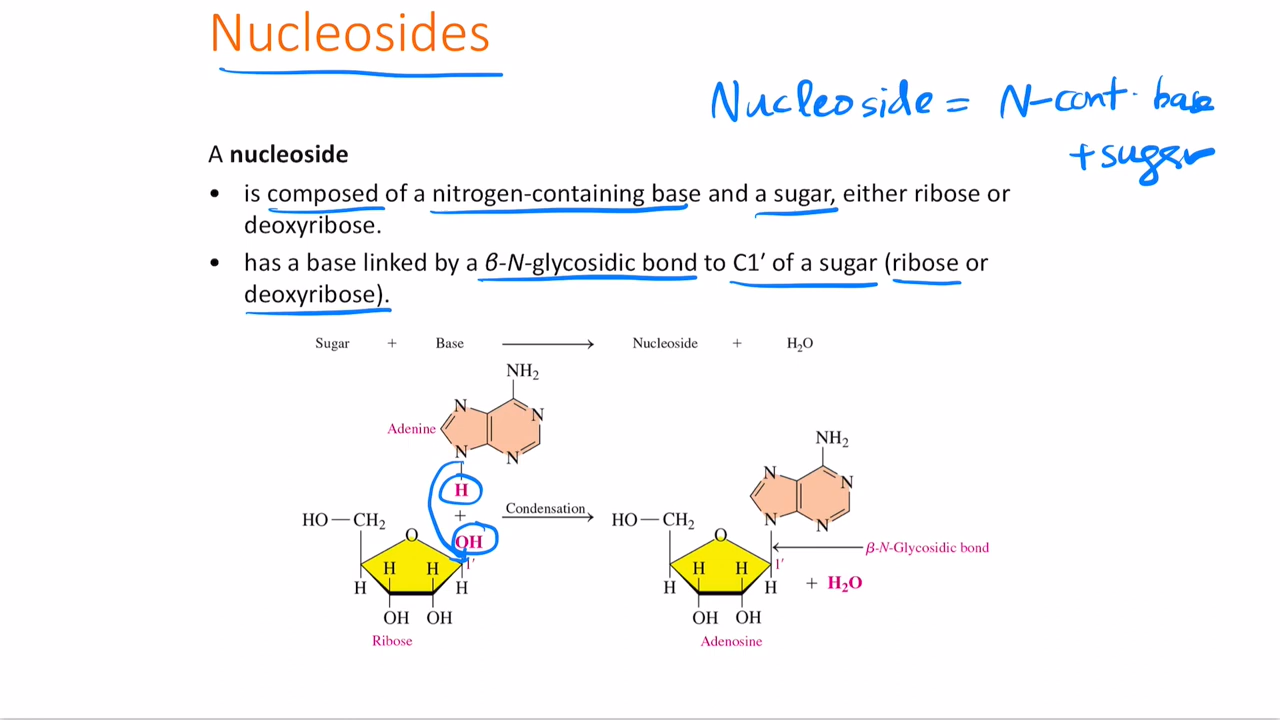 Nucleosides
Nucleoside = N-cont. base
+ sugar
A nucleoside
• is composed of a nitrogen-containing base and a sugar, either ribose or
deoxyribose.
• has a base linked by a β-N-glycosidic bond to C1′ of a sugar (ribose or
deoxyribose).
Sugar + Base → Nucleoside + H₂O
NH₂
Adenine
N
N
N
N
H
+
Condensation
HO—CH₂
O
OH
1′
H
H
H
H
OH
OH
Ribose
NH₂
N
N
N
N
HO—CH₂
O
β-N-Glycosidic bond
1′
H
H
H
H
+ H₂O
OH
OH
Adenosine